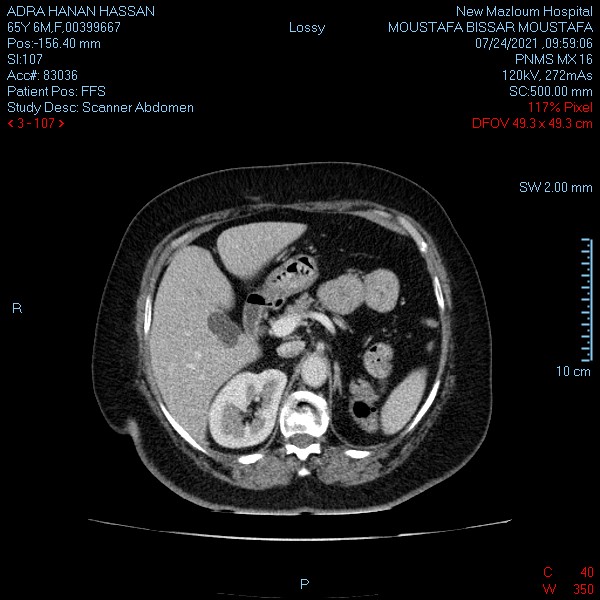 ADRA HANAN HASSAN
65Y 6M,F,00399667
Pos:-156.40 mm
SI:107
Acc#: 83036
Patient Pos: FFS
Study Desc: Scanner Abdomen
< 3 - 107 >
Lossy
New Mazloum Hospital
MOUSTAFA BISSAR MOUSTAFA
07/24/2021 ,09:59:06
PNMS MX 16
120kV, 272mAs
SC:500.00 mm
117% Pixel
DFOV 49.3 x 49.3 cm
SW 2.00 mm
R
10 cm
P
C 40
W 350